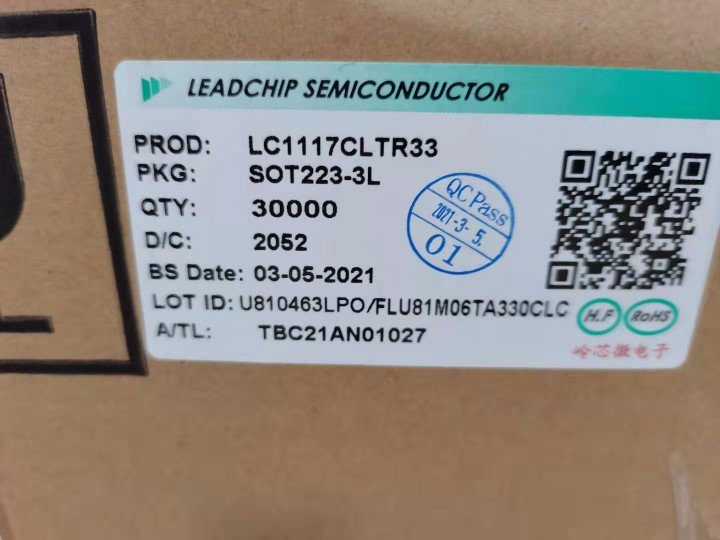 LEADCHIP SEMICONDUCTOR
PROD: LC1117CLTR33
PKG: SOT223-3L
QTY: 30000
D/C: 2052
BS Date: 03-05-2021
LOT ID: U810463LPO/FLU81M06TA330CLC
A/TL: TBC21AN01027
QC Pass
2021-3-5.
01
H.F
RoHS
岭芯微电子